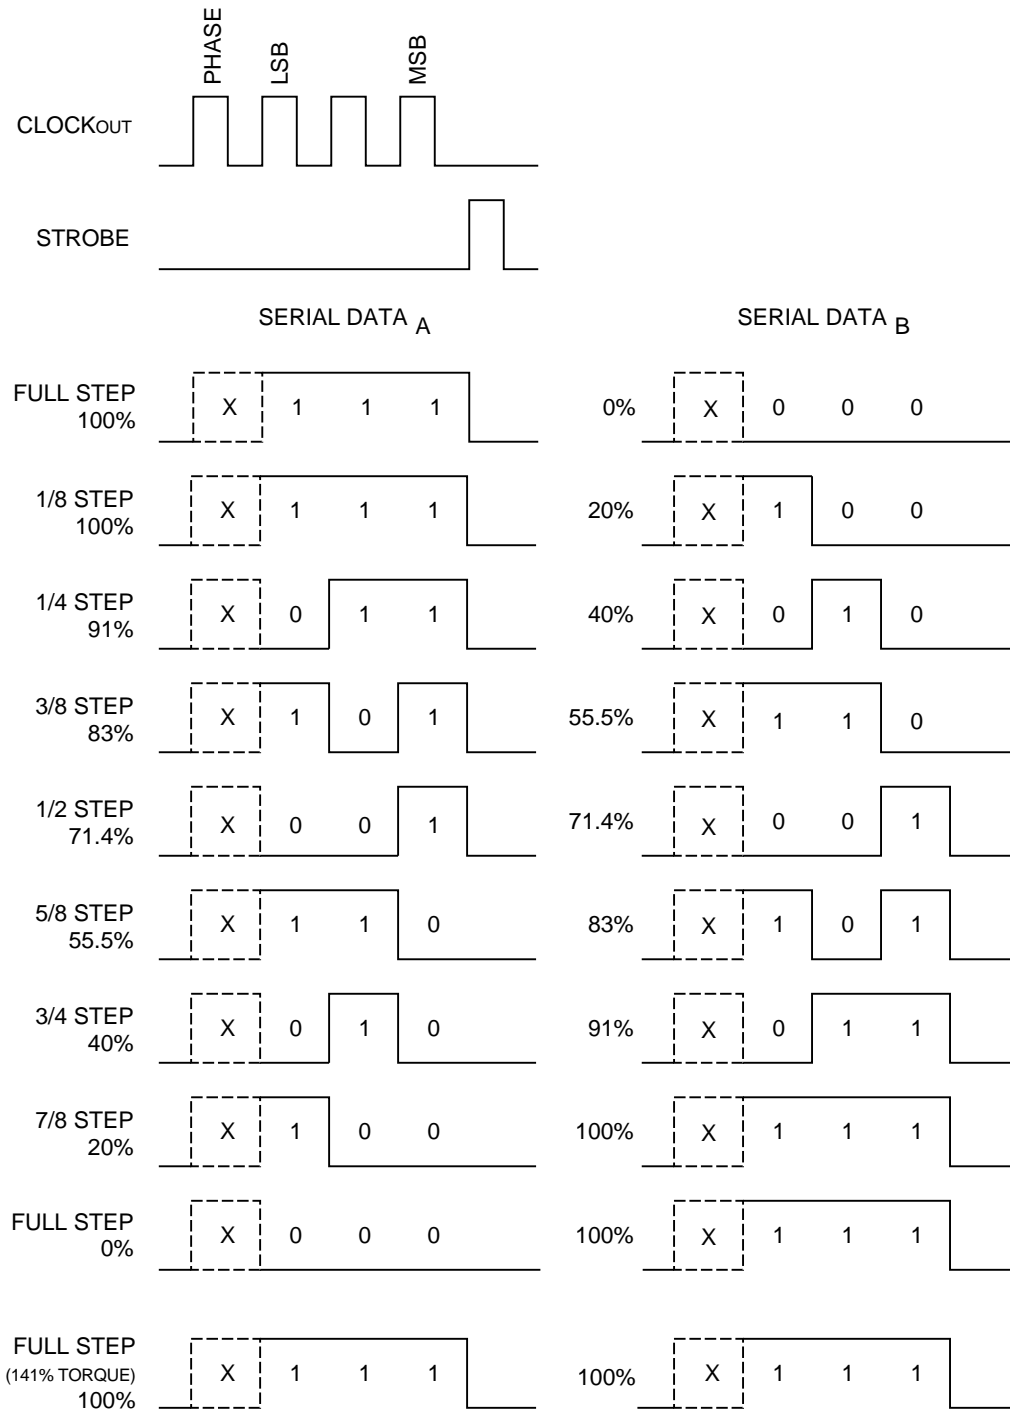 PHASE LSB MSB
CLOCKOUT
STROBE
SERIAL DATA A SERIAL DATA B
FULL STEP
100% X 1 1 1 0% X 0 0 0
1/8 STEP
100% X 1 1 1 20% X 1 0 0
1/4 STEP
91% X 0 1 1 40% X 0 1 0
3/8 STEP
83% X 1 0 1 55.5% X 1 1 0
1/2 STEP
71.4% X 0 0 1 71.4% X 0 0 1
5/8 STEP
55.5% X 1 1 0 83% X 1 0 1
3/4 STEP
40% X 0 1 0 91% X 0 1 1
7/8 STEP
20% X 1 0 0 100% X 1 1 1
FULL STEP
0% X 0 0 0 100% X 1 1 1
FULL STEP
(141% TORQUE) X 1 1 1 100% X 1 1 1
100%